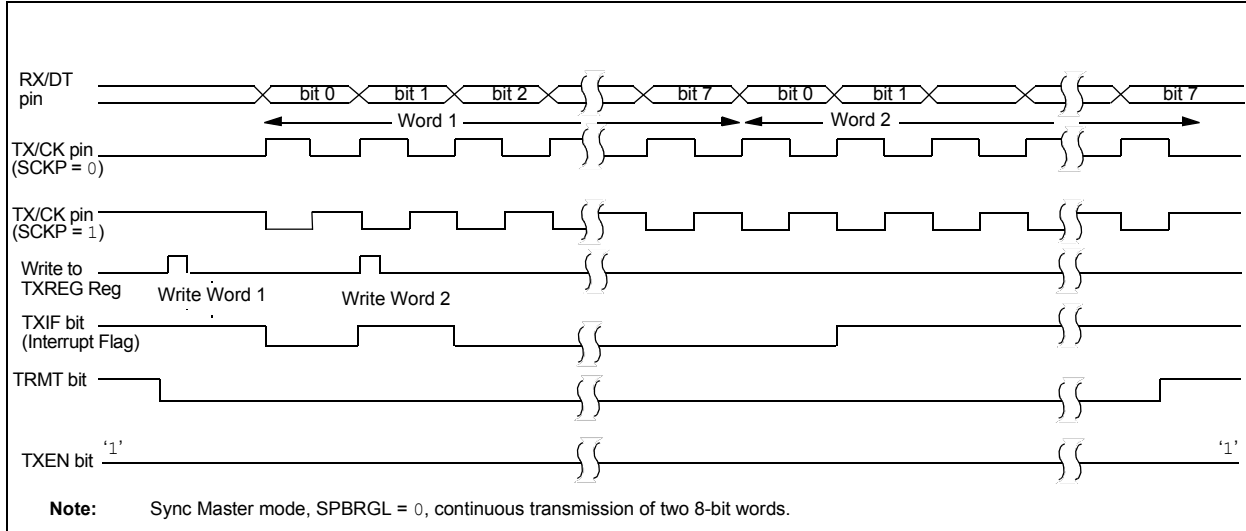 RX/DT
pin
bit 0 bit 1 bit 2 bit 7 bit 0 bit 1 bit 7
Word 1 Word 2
TX/CK pin
(SCKP = 0)
TX/CK pin
(SCKP = 1)
Write to
TXREG Reg
Write Word 1 Write Word 2
TXIF bit
(Interrupt Flag)
TRMT bit
TXEN bit ‘1’ ‘1’
Note: Sync Master mode, SPBRGL = 0, continuous transmission of two 8-bit words.